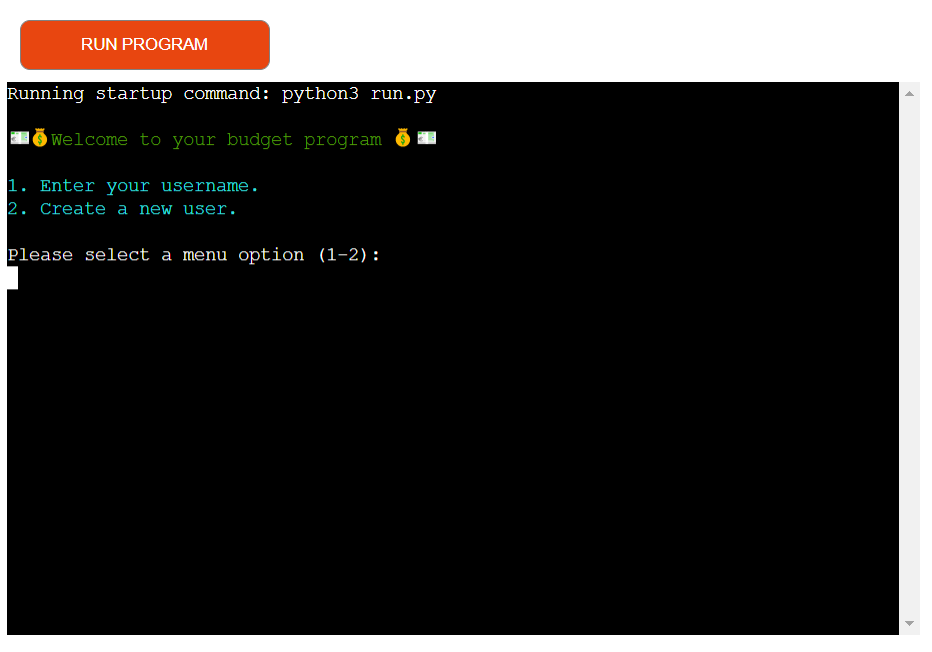 RUN PROGRAM
Running startup command: python3 run.py
💵💰Welcome to your budget program 💰💵
1. Enter your username.
2. Create a new user.
Please select a menu option (1-2):